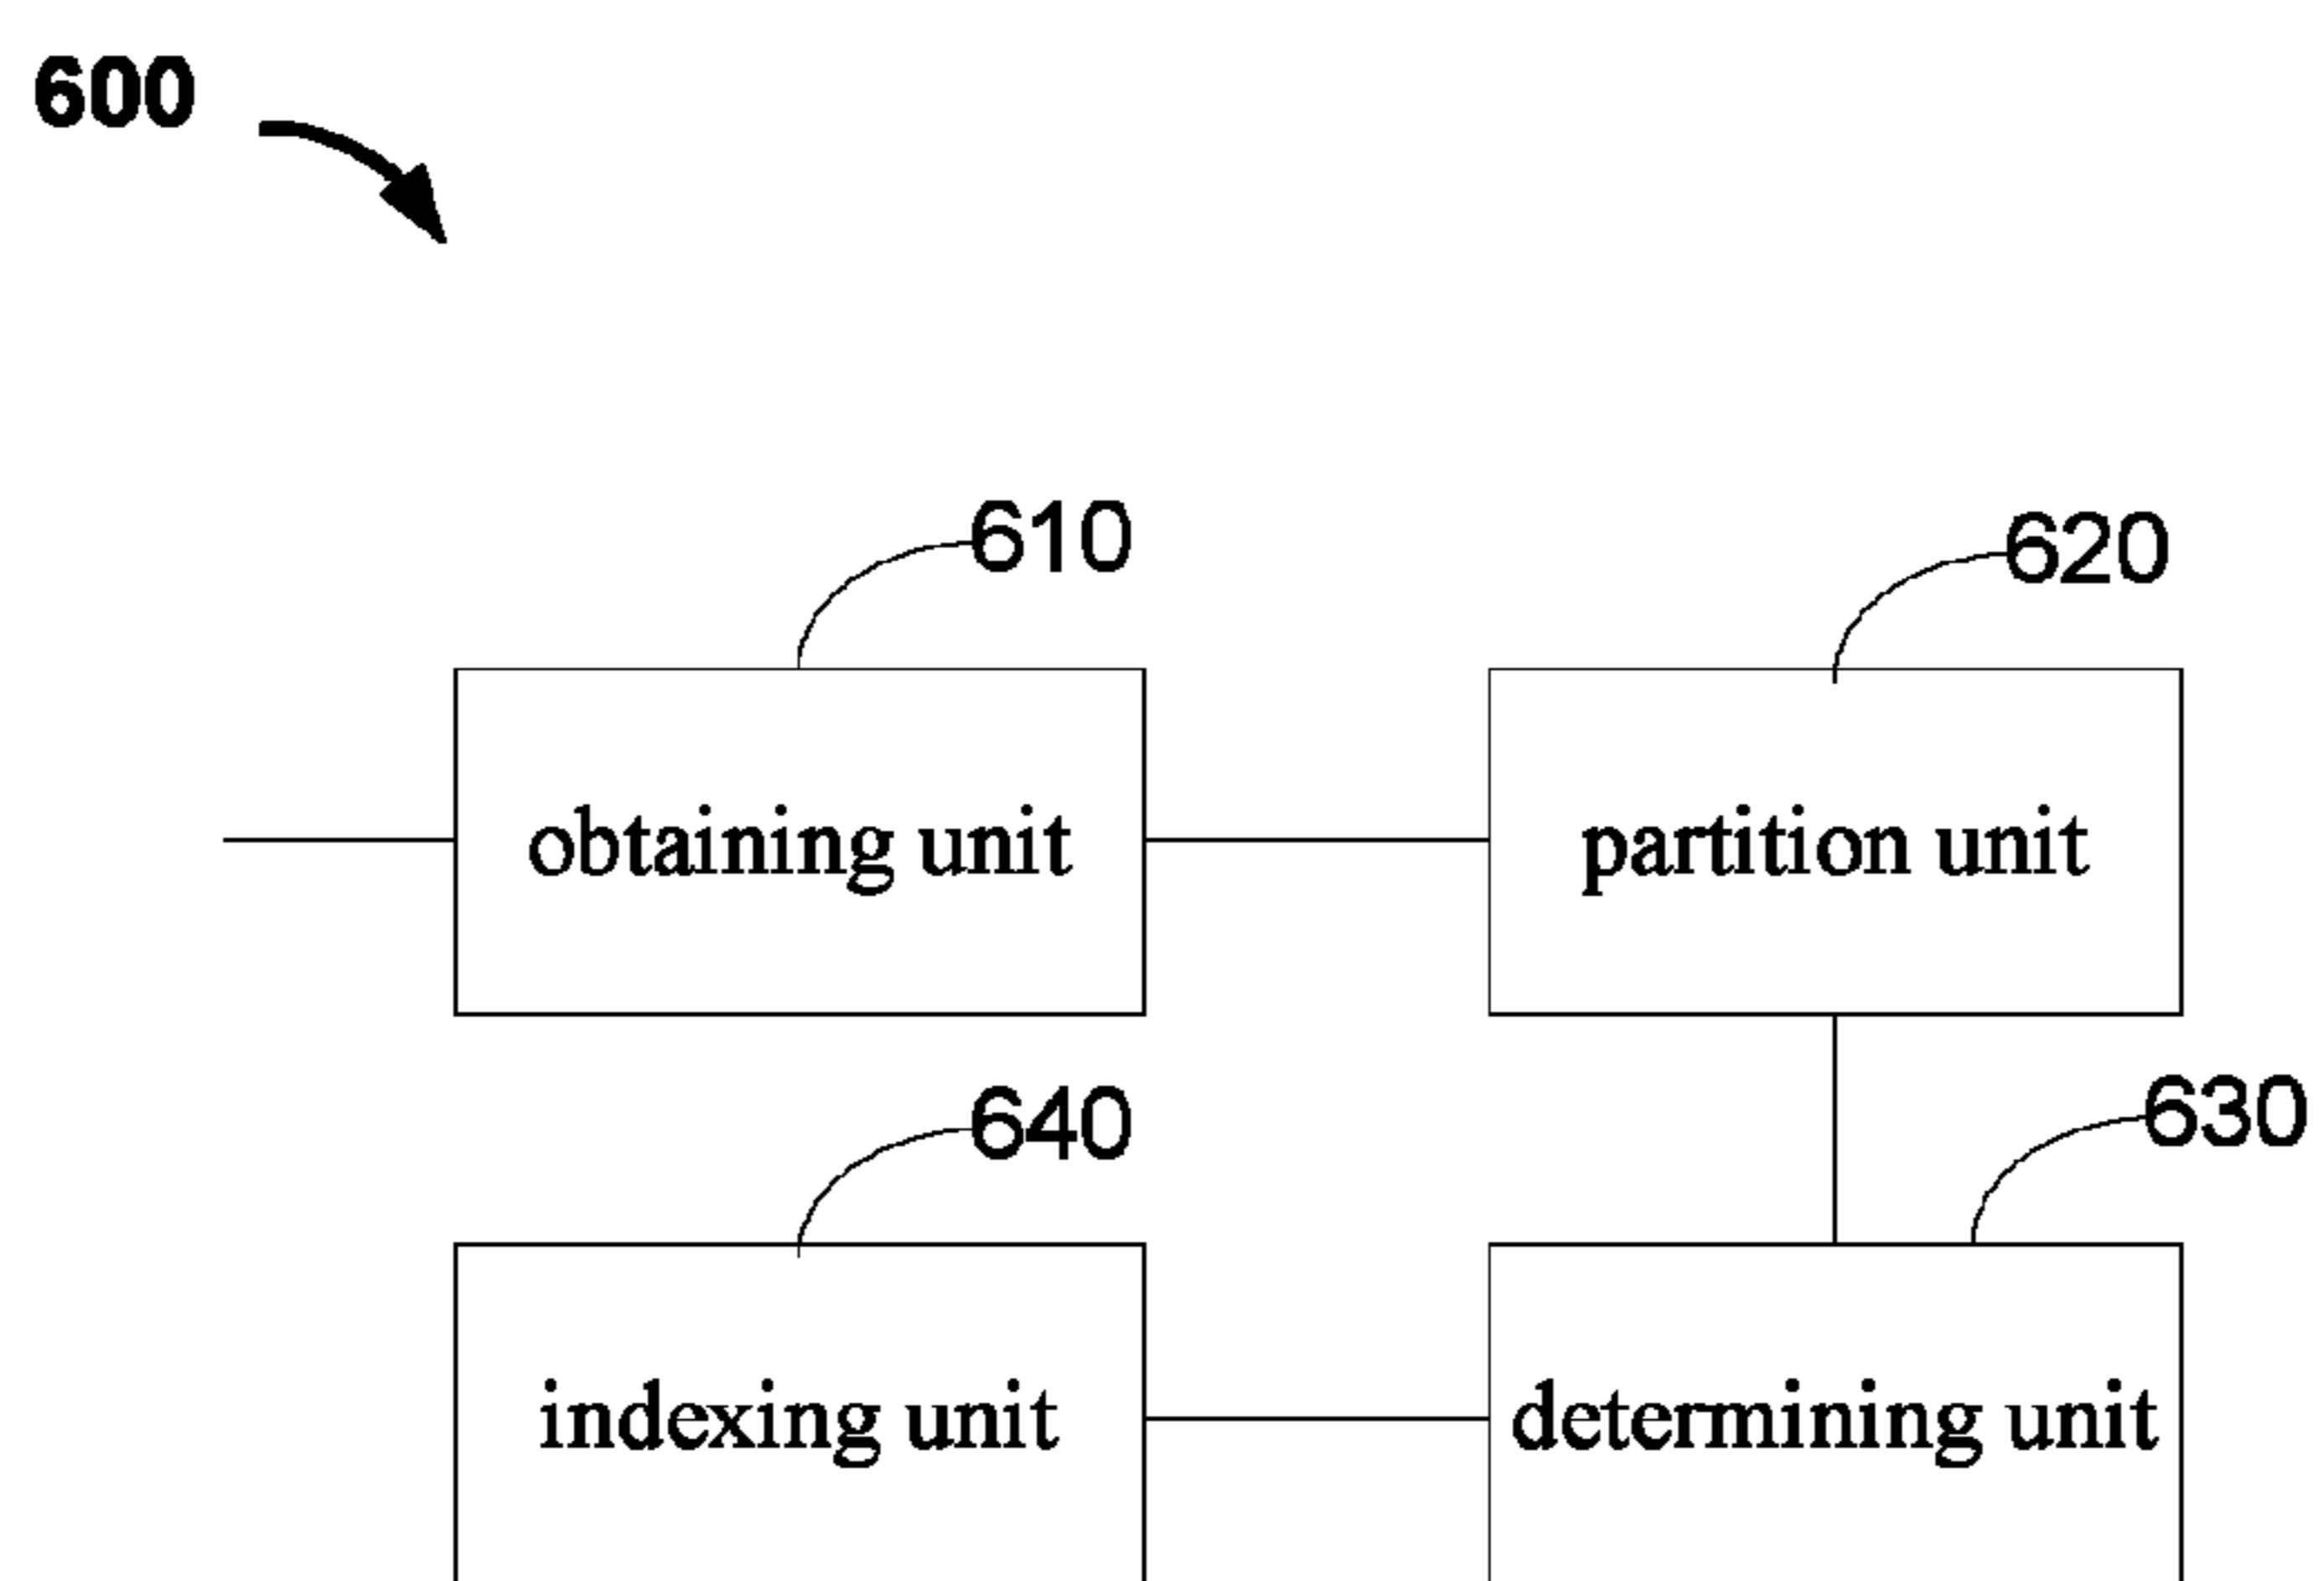 600
610
620
obtaining unit
partition unit
640
630
indexing unit
determining unit